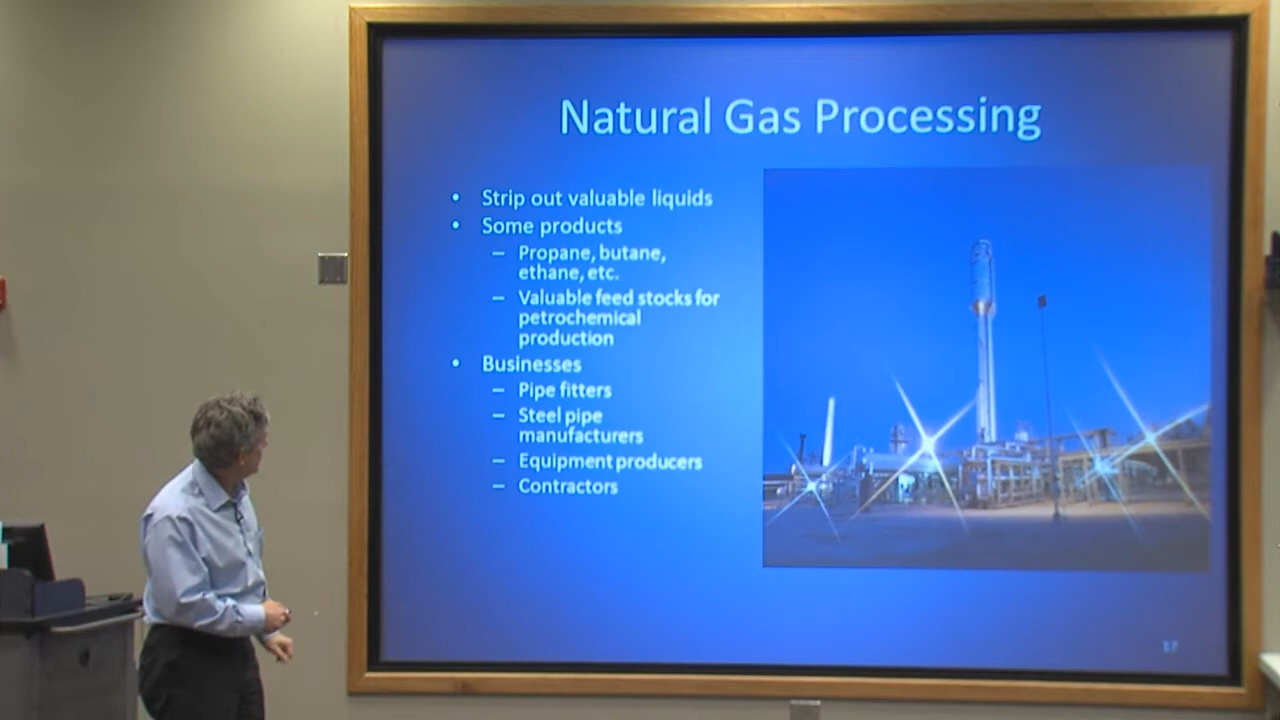 Natural Gas Processing
• Strip out valuable liquids
• Some products
– Propane, butane,
ethane, etc.
– Valuable feed stocks for
petrochemical
production
• Businesses
– Pipe fitters
– Steel pipe
manufacturers
– Equipment producers
– Contractors
37